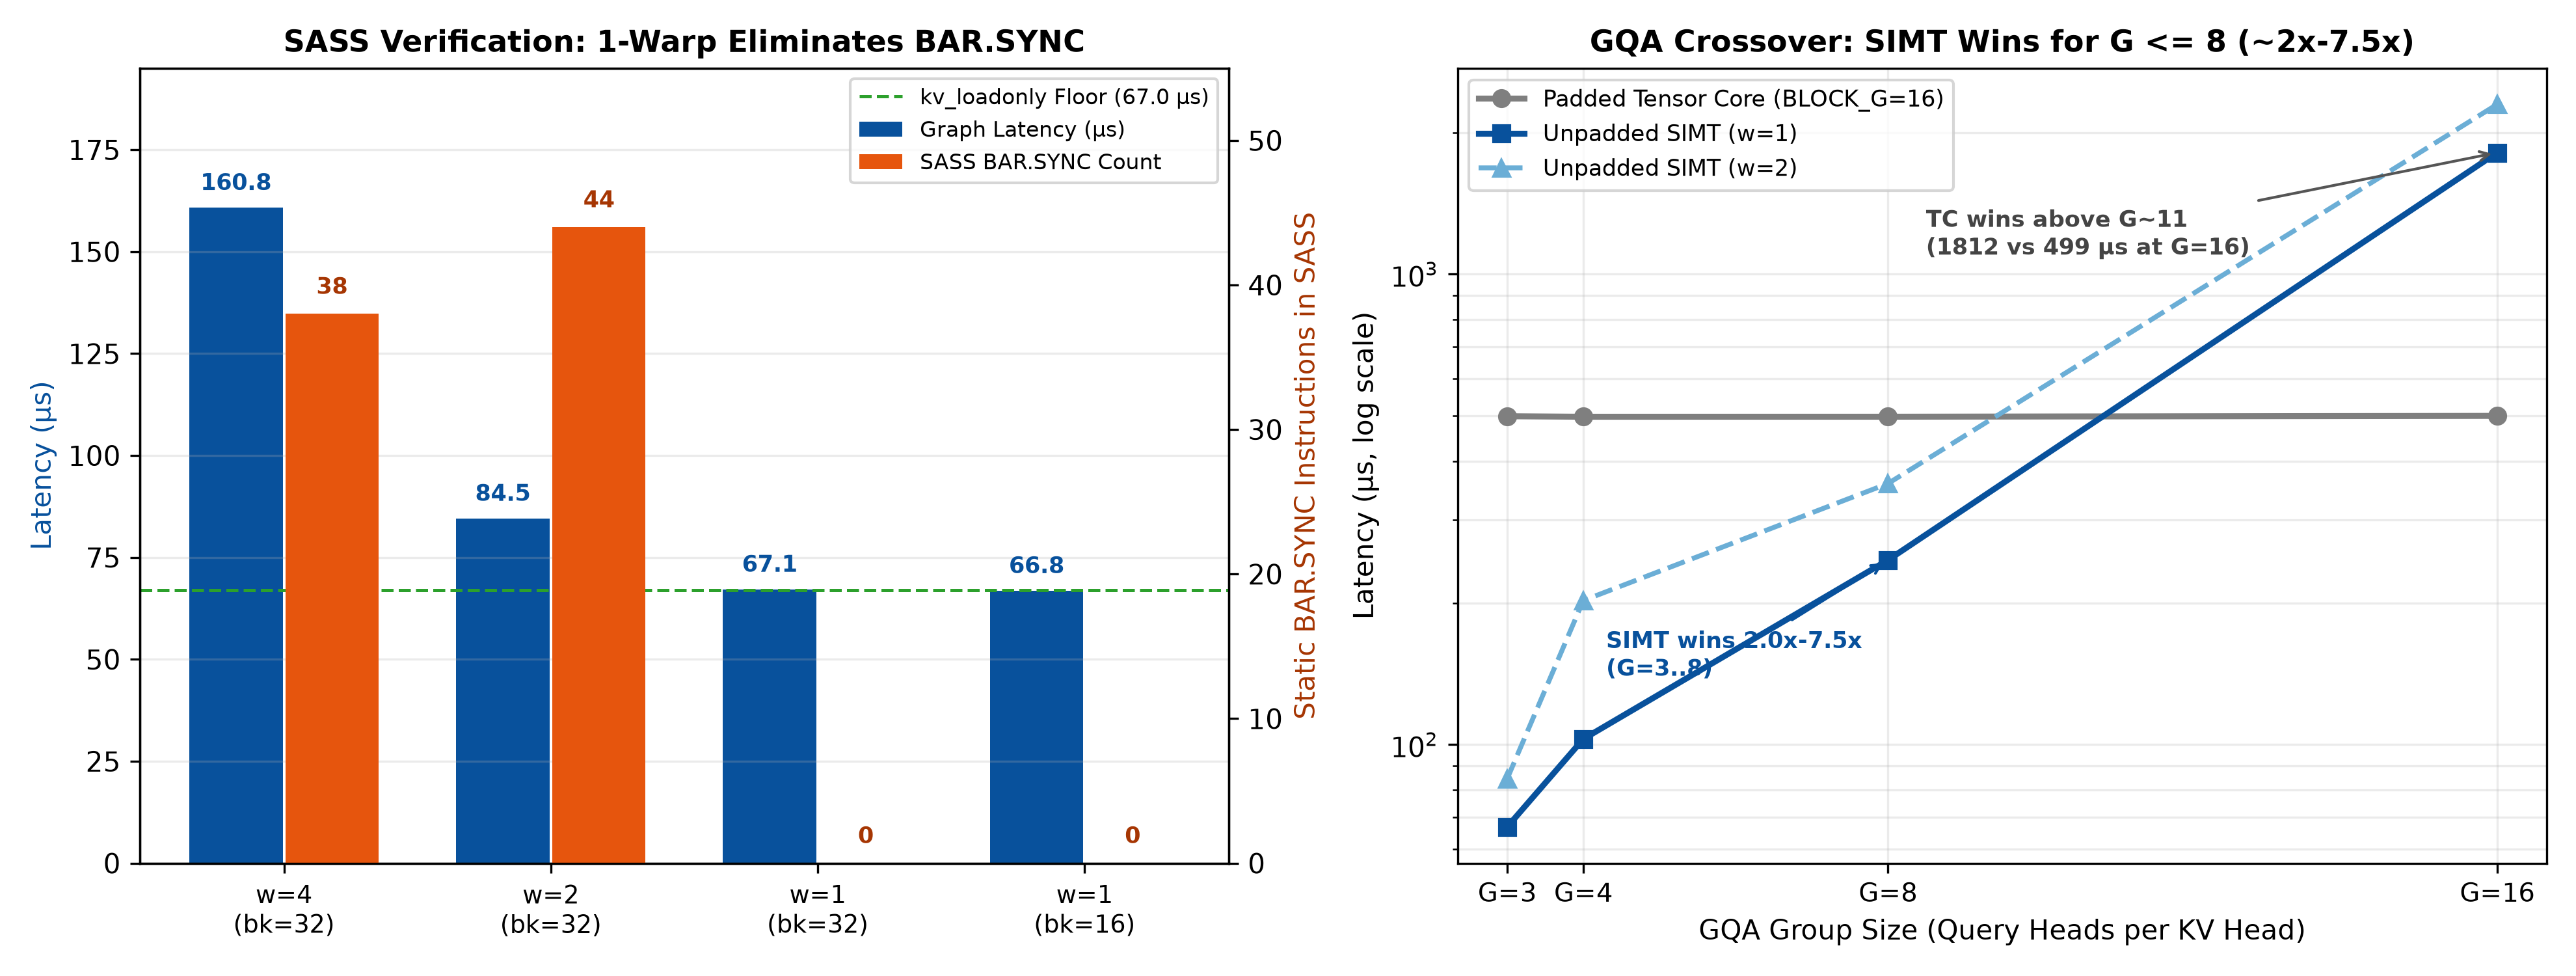 SASS Verification: 1-Warp Eliminates BAR.SYNC
kv_loadonly Floor (67.0 µs)
Graph Latency (µs)
SASS BAR.SYNC Count
Latency (µs)
175
150
125
100
75
50
25
0
160.8
38
84.5
44
67.1
0
66.8
0
50
40
30
20
10
0
Static BAR.SYNC Instructions in SASS
w=4
(bk=32)
w=2
(bk=32)
w=1
(bk=32)
w=1
(bk=16)
GQA Crossover: SIMT Wins for G <= 8 (~2x-7.5x)
Padded Tensor Core (BLOCK_G=16)
Unpadded SIMT (w=1)
Unpadded SIMT (w=2)
TC wins above G~11
(1812 vs 499 µs at G=16)
SIMT wins 2.0x-7.5x
(G=3..8)
Latency (µs, log scale)
10³
10²
G=3
G=4
G=8
G=16
GQA Group Size (Query Heads per KV Head)